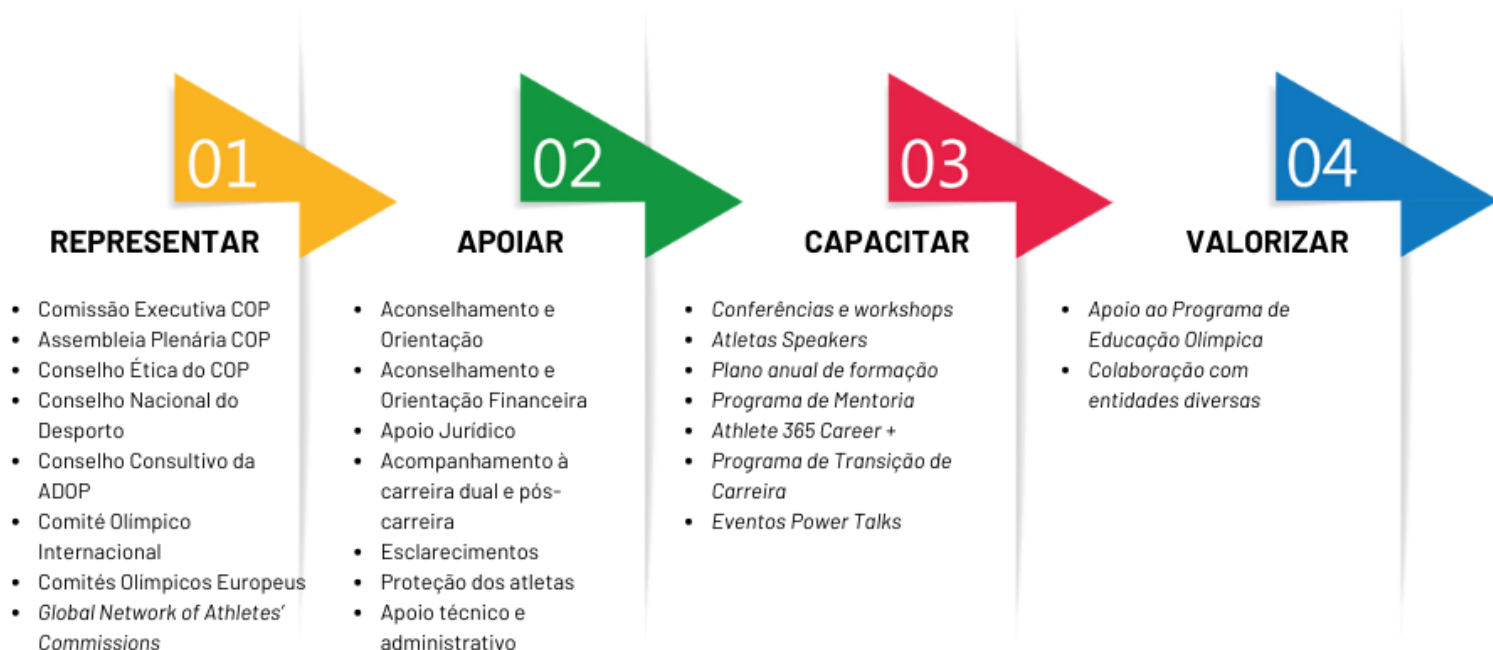 01
REPRESENTAR
Comissão Executiva COP
Assembleia Plenária COP
Conselho Ética do COP
Conselho Nacional do
Desporto
Conselho Consultivo da
ADOP
Comité Olímpico
Internacional
Comités Olímpicos Europeus
Global Network of Athletes’
Commissions
02
APOIAR
Aconselhamento e
Orientação
Aconselhamento e
Orientação Financeira
Apoio Jurídico
Acompanhamento à
carreira dual e pós-
carreira
Esclarecimentos
Proteção dos atletas
Apoio técnico e
administrativo
03
CAPACITAR
Conferências e workshops
Atletas Speakers
Plano anual de formação
Programa de Mentoria
Athlete 365 Career +
Programa de Transição de
Carreira
Eventos Power Talks
04
VALORIZAR
Apoio ao Programa de
Educação Olímpica
Colaboração com
entidades diversas